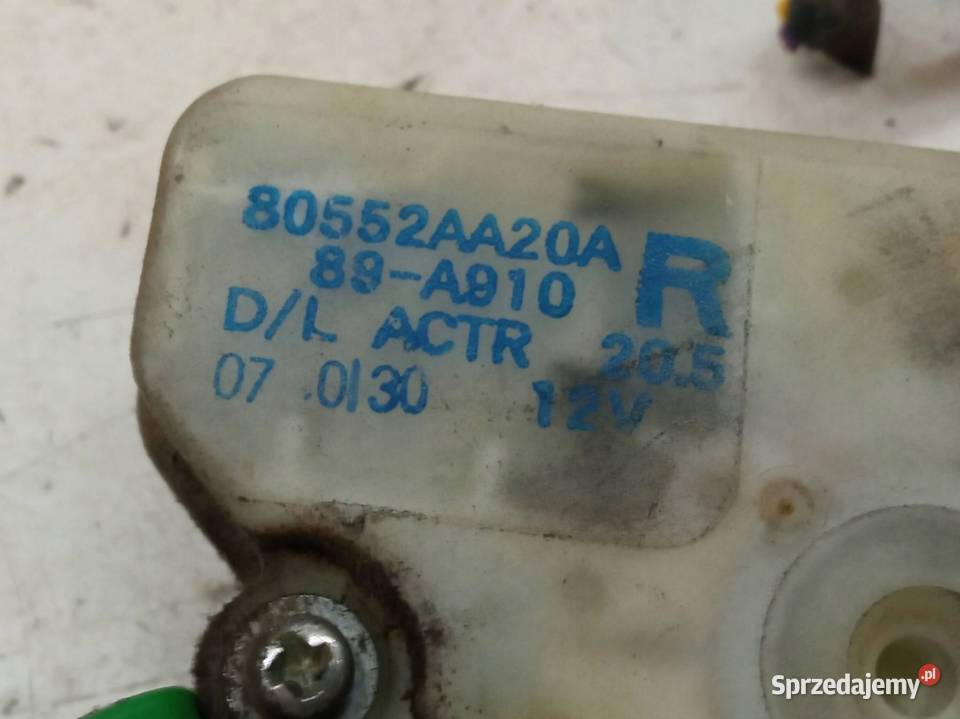 80552AA20A
89-A910
R
D/L ACTR 20.5
07 .0130 12V
Sprzedajemy.pl